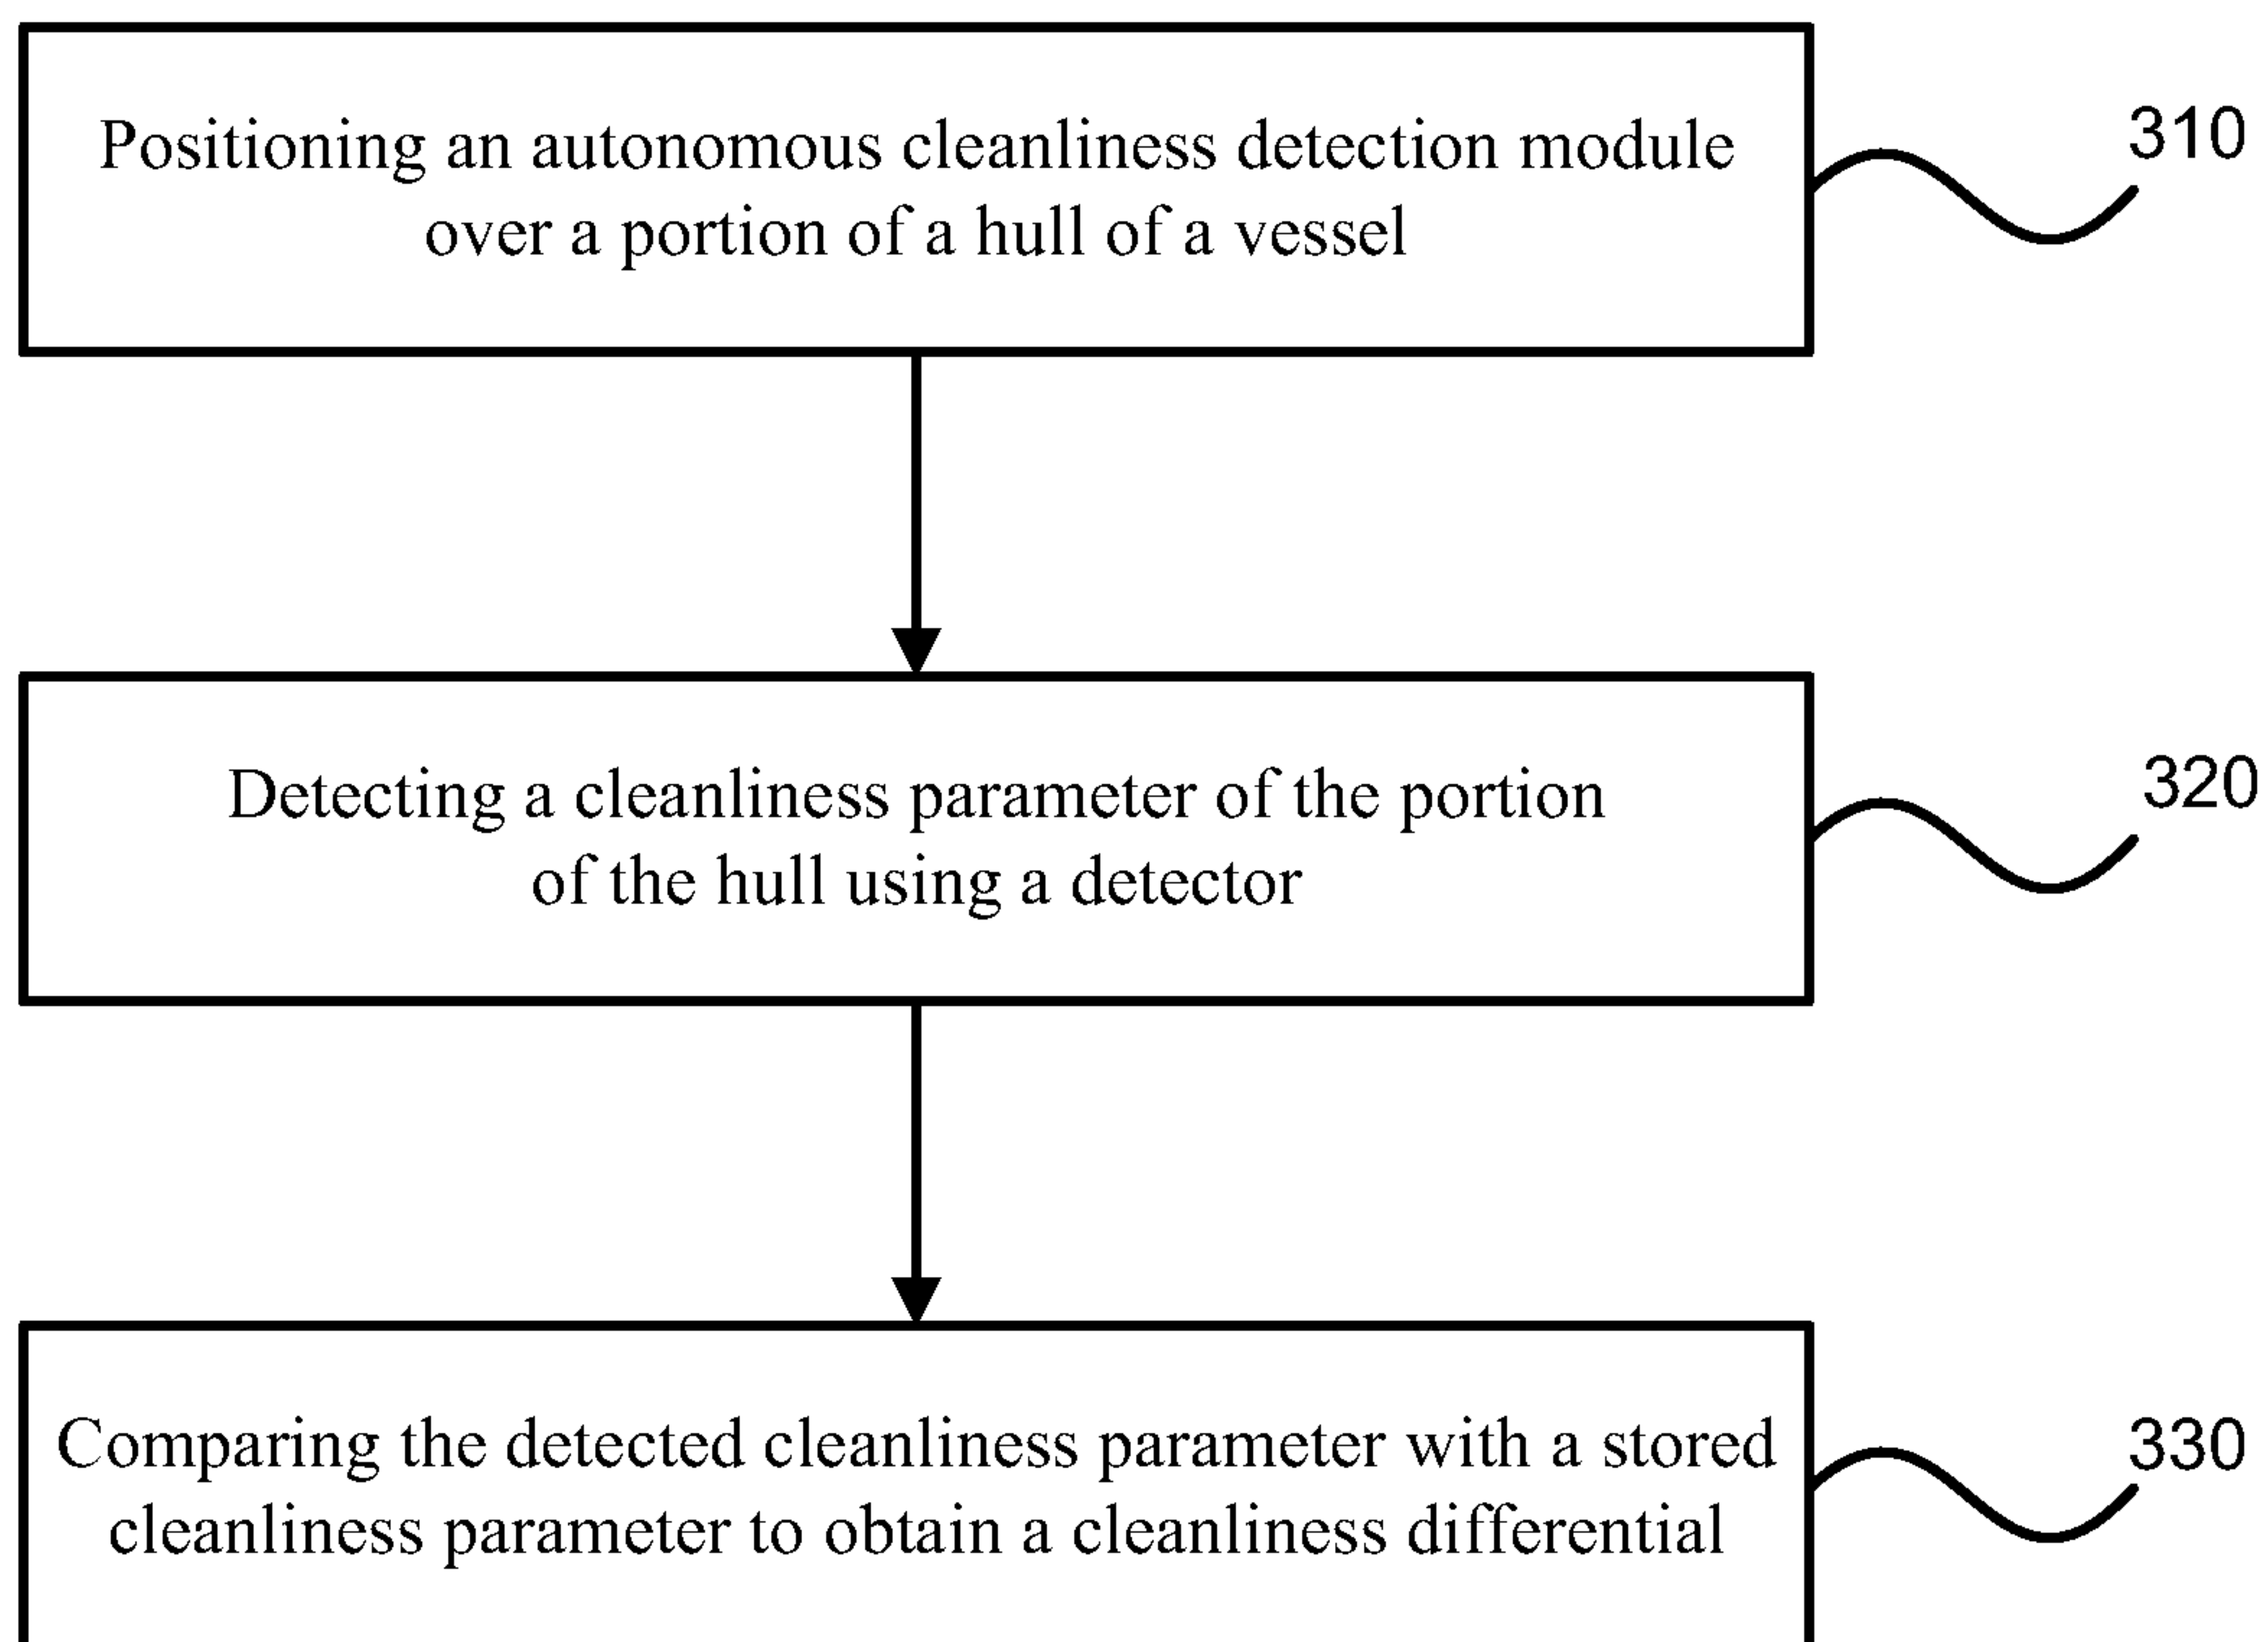 Positioning an autonomous cleanliness detection module
over a portion of a hull of a vessel
310
Detecting a cleanliness parameter of the portion
of the hull using a detector
320
Comparing the detected cleanliness parameter with a stored
cleanliness parameter to obtain a cleanliness differential
330